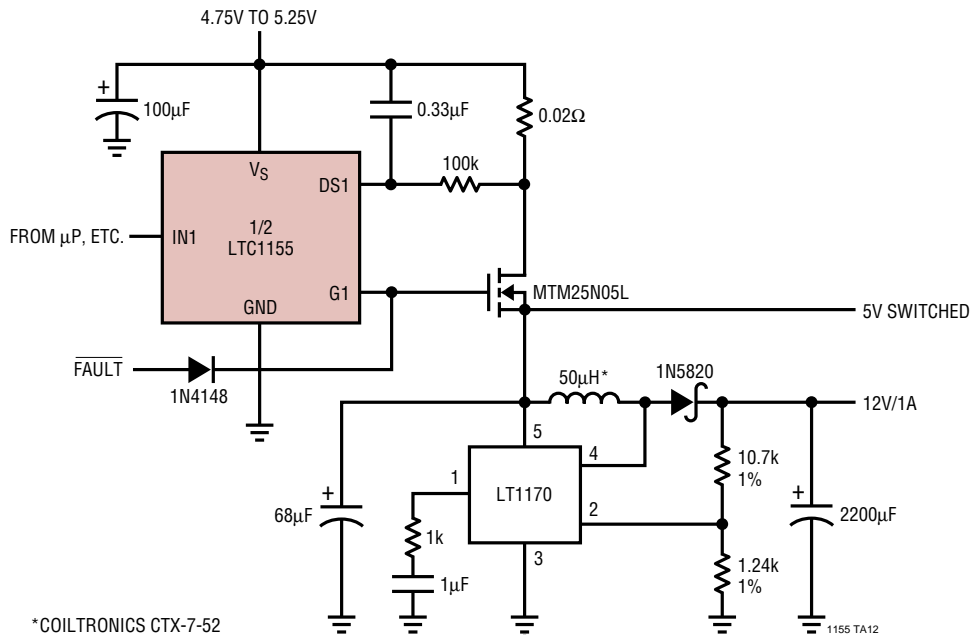 4.75V TO 5.25V
+
100µF
0.33µF
0.02Ω
100k
VS
DS1
1/2
LTC1155
FROM µP, ETC.
IN1
G1
GND
MTM25N05L
5V SWITCHED
FAULT
1N4148
50µH*
1N5820
12V/1A
5
4
1
LT1170
2
3
10.7k
1%
+
68µF
1k
1µF
+
2200µF
1.24k
1%
*COILTRONICS CTX-7-52
1155 TA12